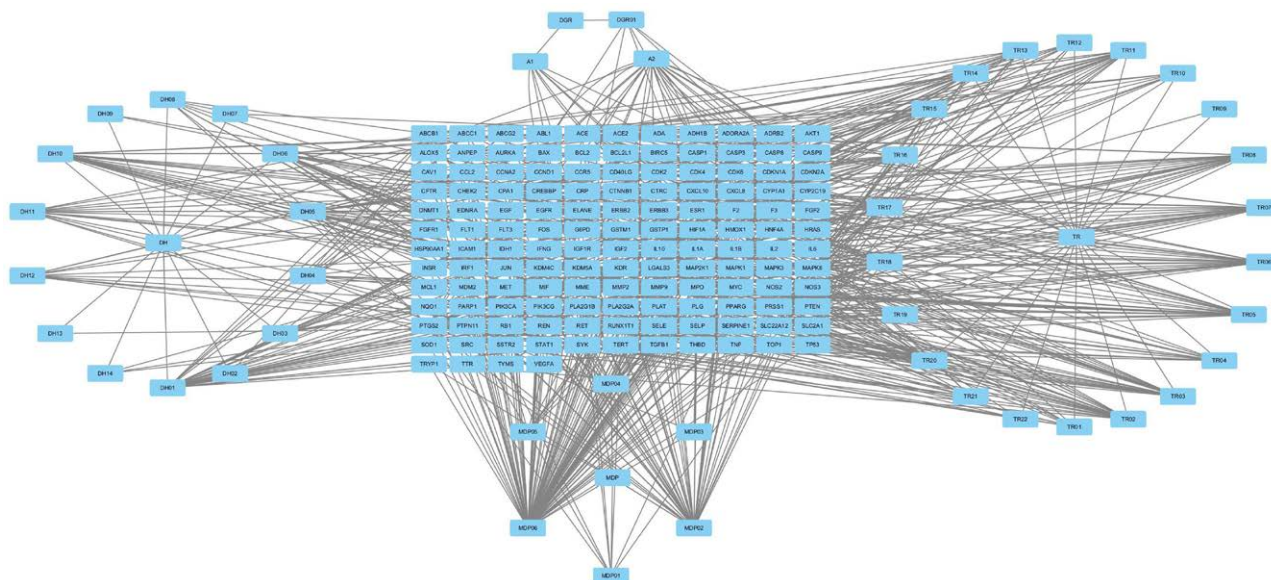 DGR
DGR01
A1
A2
TR13
TR12
TR11
TR14
TR10
TR15
TR09
TR16
TR08
TR17
TR07
TR
TR18
TR06
TR19
TR05
TR20
TR04
TR21
TR03
TR22
TR01
TR02
DH08
DH09
DH07
DH10
DH06
DH11
DH05
DH
DH12
DH04
DH13
DH03
DH14
DH01
DH02
ABCB1 ABCC1 ABCG2 ABL1 ACE ACE2 ADA ADH1B ADORA2A ADRB2 AKT1
ALOX5 ANPEP AURKA BAX BCL2 BCL2L1 BIRC5 CASP1 CASP3 CASP8 CASP9
CAV1 CCL2 CCNA2 CCND1 CCR5 CD40LG CDK2 CDK4 CDK6 CDKN1A CDKN2A
CFTR CHEK2 CPA1 CREBBP CRP CTNNB1 CTRC CXCL10 CXCL8 CYP1A1 CYP2C19
DNMT1 EDNRA EGF EGFR ELANE ERBB2 ERBB3 ESR1 F2 F3 FGF2
FGFR1 FLT1 FLT3 FOS G6PD GSTM1 GSTP1 HIF1A HMOX1 HNF4A HRAS
HSP90AA1 ICAM1 IDH1 IFNG IGF1R IGF2 IL10 IL1A IL1B IL2 IL6
INSR IRF1 JUN KDM4C KDM5A KDR LGALS3 MAP2K1 MAPK1 MAPK3 MAPK8
MCL1 MDM2 MET MIF MME MMP2 MMP9 MPO MYC NOS2 NOS3
NQO1 PARP1 PIK3CA PIK3CG PLA2G1B PLA2G2A PLAT PLG PPARG PRSS1 PTEN
PTGS2 PTPN11 RB1 REN RET RUNX1T1 SELE SELP SERPINE1 SLC22A12 SLC2A1
SOD1 SRC SSTR2 STAT1 SYK TERT TGFB1 THBD TNF TOP1 TP53
TYRP1 TTR TYMS VEGFA
MDP04
MDP05
MDP03
MDP
MDP06
MDP02
MDP01